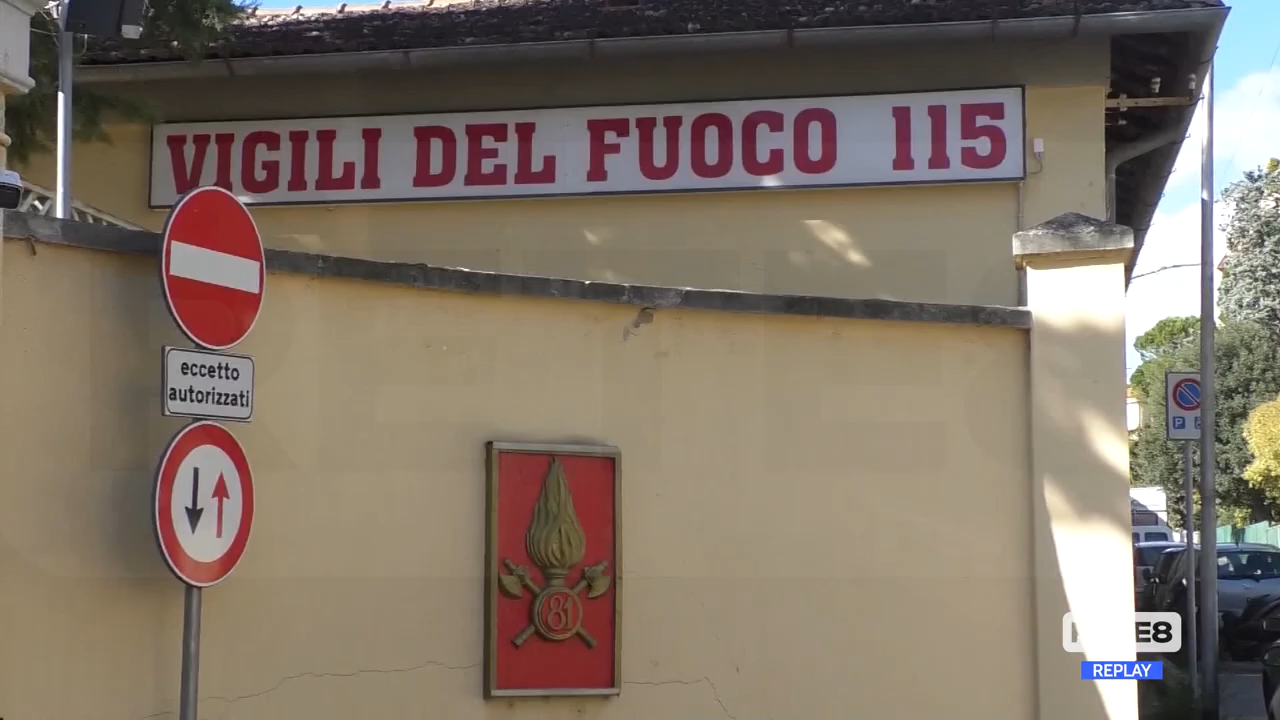 VIGILI DEL FUOCO 115
eccetto
autorizzati
81
P
REPLAY